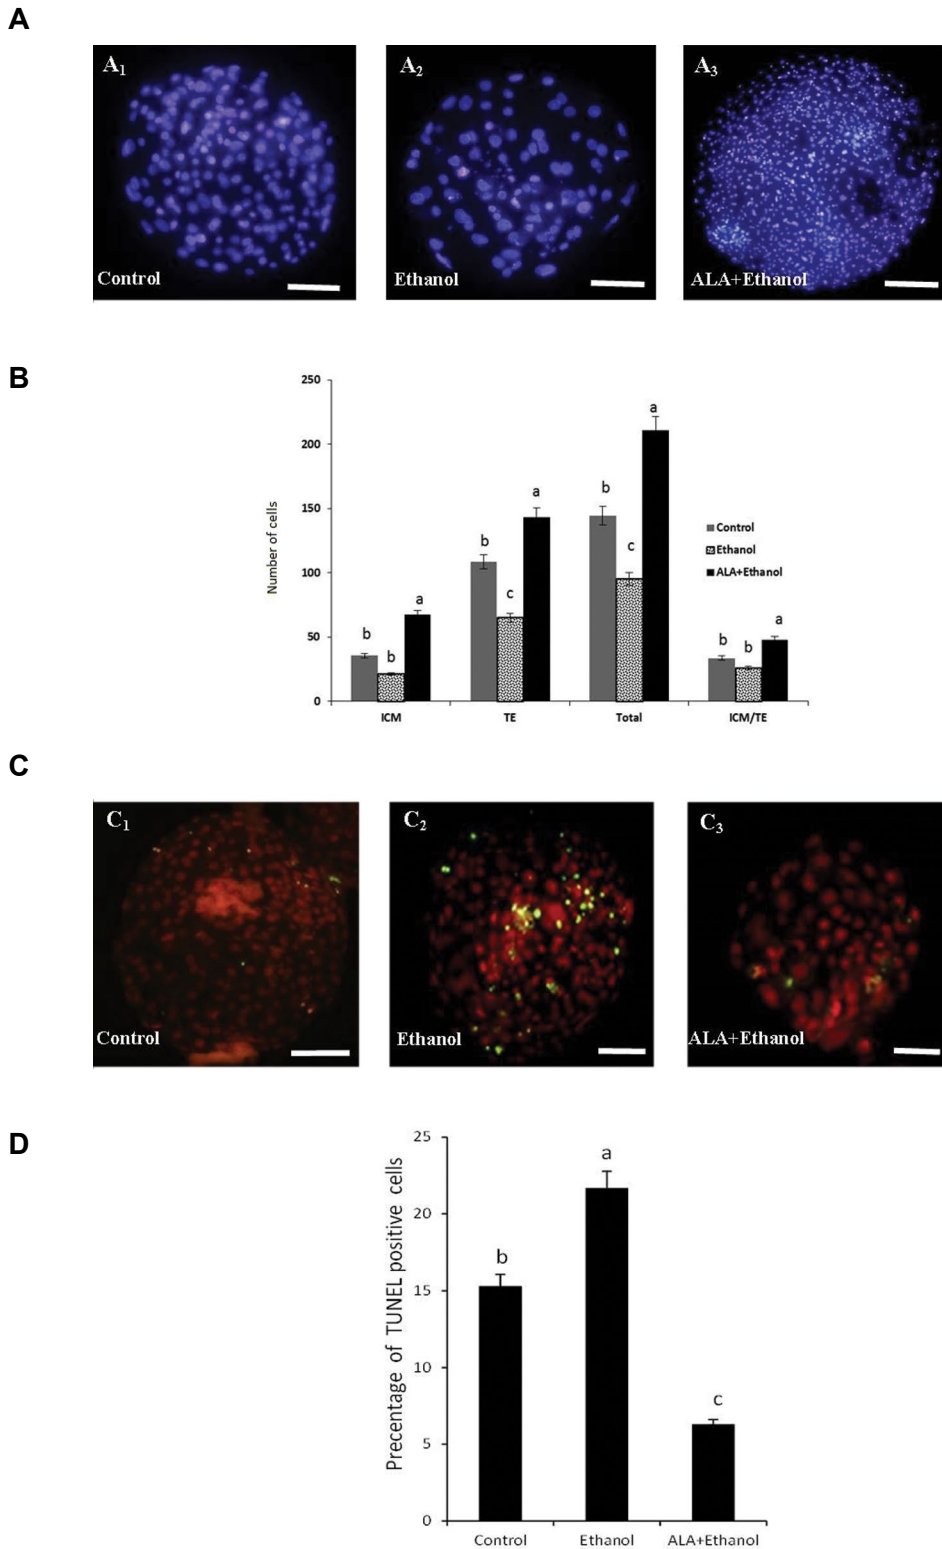 A
A₁ A₂ A₃
Control Ethanol ALA+Ethanol
B
250
200
150
100
50
0
Number of cells
b b a
b c a
b c a
b b a
ICM TE Total ICM/TE
Control
Ethanol
ALA+Ethanol
C
C₁ C₂ C₃
Control Ethanol ALA+Ethanol
D
Precentage of TUNEL positive cells
25
20
15
10
5
0
b a c
Control Ethanol ALA+Ethanol